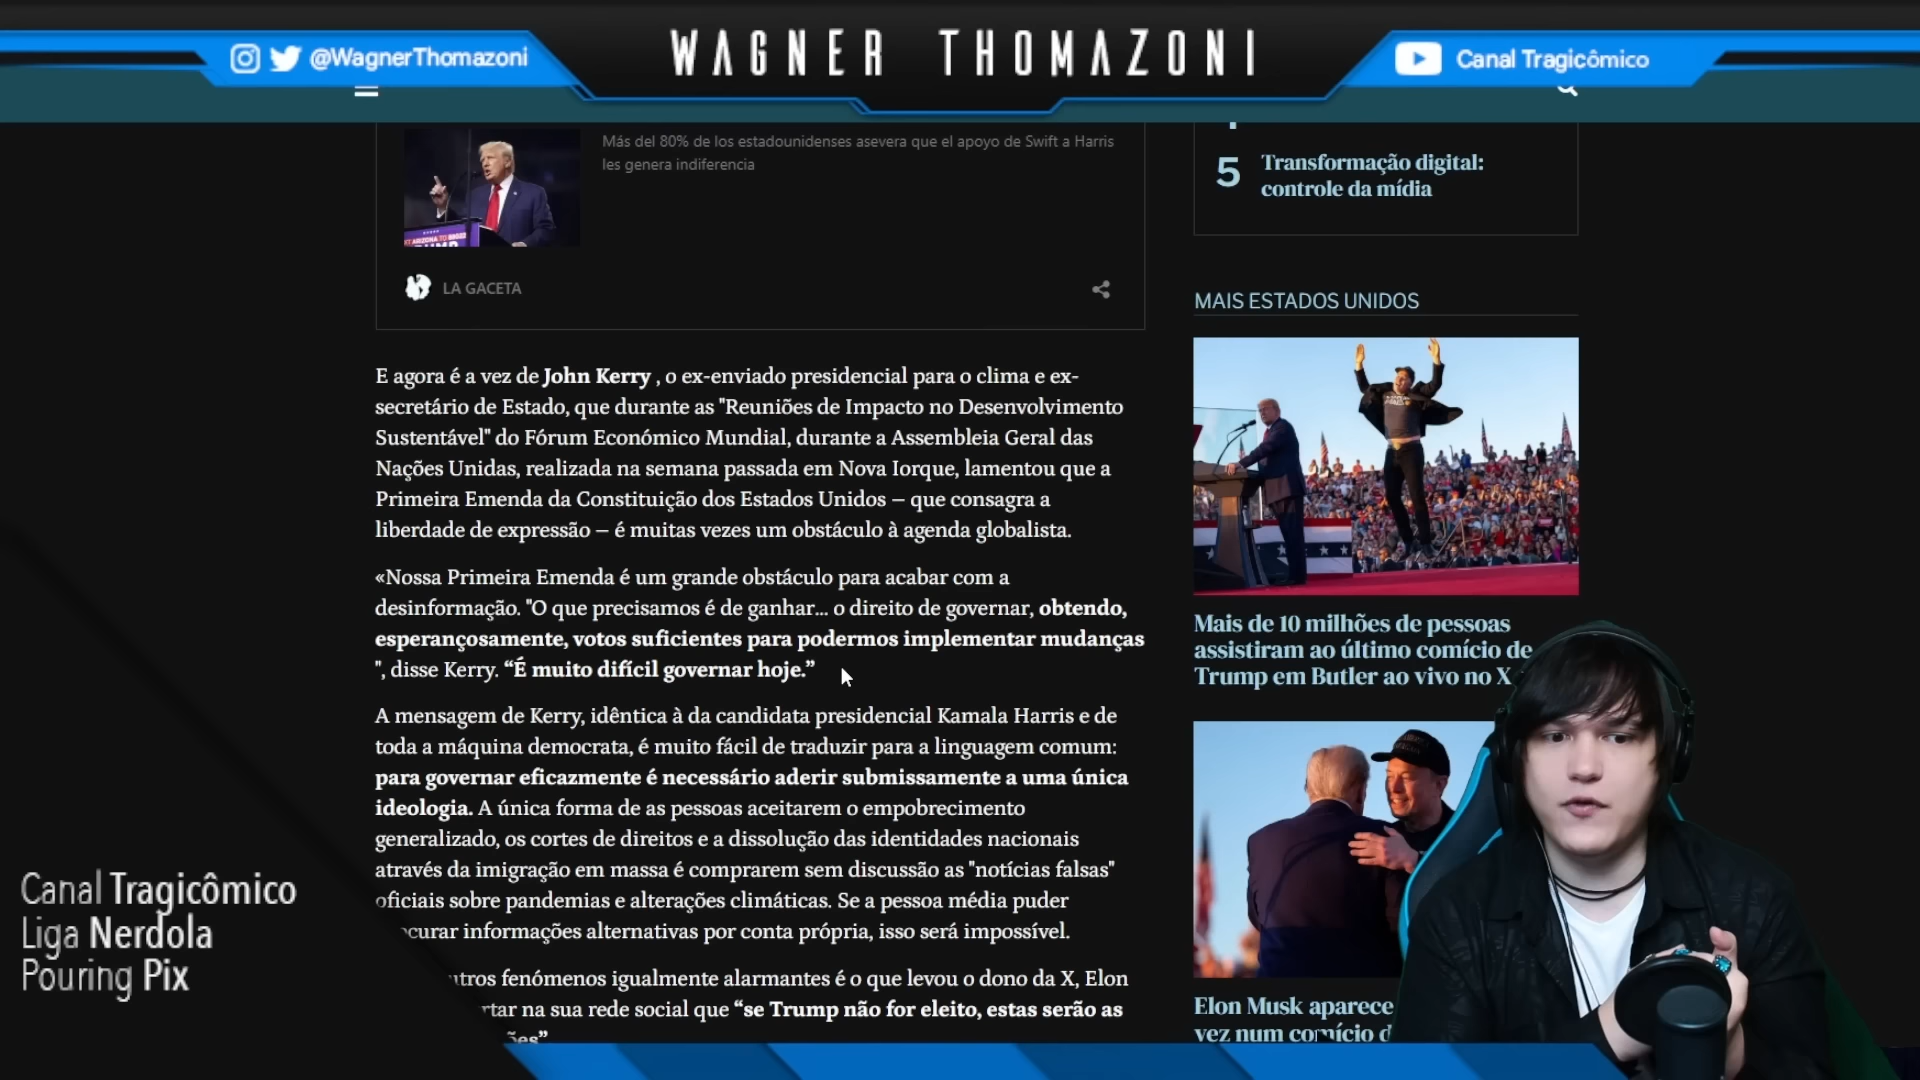 WAGNER THOMAZONI
@WagnerThomazoni
Canal Tragicômico
Más del 80% de los estadounidenses asevera que el apoyo de Swift a Harris
les genera indiferencia
LA GACETA
E agora é a vez de John Kerry , o ex-enviado presidencial para o clima e ex-
secretário de Estado, que durante as "Reuniões de Impacto no Desenvolvimento
Sustentável" do Fórum Económico Mundial, durante a Assembleia Geral das
Nações Unidas, realizada na semana passada em Nova Iorque, lamentou que a
Primeira Emenda da Constituição dos Estados Unidos – que consagra a
liberdade de expressão – é muitas vezes um obstáculo à agenda globalista.
«Nossa Primeira Emenda é um grande obstáculo para acabar com a
desinformação. "O que precisamos é de ganhar... o direito de governar, obtendo,
esperançosamente, votos suficientes para podermos implementar mudanças
", disse Kerry. “É muito difícil governar hoje.”
A mensagem de Kerry, idêntica à da candidata presidencial Kamala Harris e de
toda a máquina democrata, é muito fácil de traduzir para a linguagem comum:
para governar eficazmente é necessário aderir submissamente a uma única
ideologia. A única forma de as pessoas aceitarem o empobrecimento
generalizado, os cortes de direitos e a dissolução das identidades nacionais
através da imigração em massa é comprarem sem discussão as "notícias falsas"
oficiais sobre pandemias e alterações climáticas. Se a pessoa média puder
ocurar informações alternativas por conta própria, isso será impossível.
utros fenómenos igualmente alarmantes é o que levou o dono da X, Elon
rtar na sua rede social que “se Trump não for eleito, estas serão as
ões”
5 Transformação digital:
controle da mídia
MAIS ESTADOS UNIDOS
Mais de 10 milhões de pessoas
assistiram ao último comício de
Trump em Butler ao vivo no X
Elon Musk aparece
vez num comício d
Canal Tragicômico
Liga Nerdola
Pouring Pix